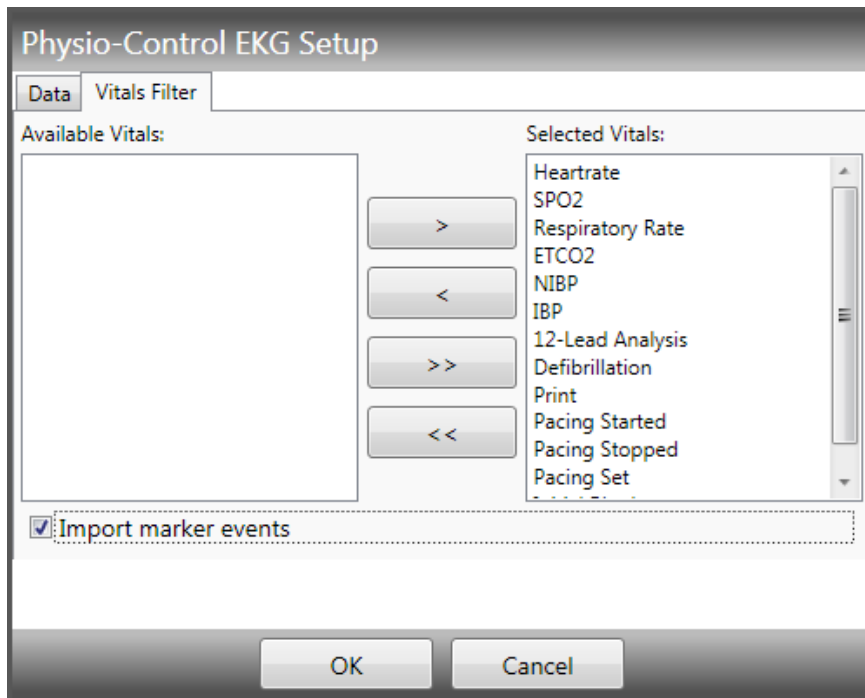 Physio-Control EKG Setup
Data
Vitals Filter
Available Vitals:
Selected Vitals:
>
<
>>
<<
Heartrate
SPO2
Respiratory Rate
ETCO2
NIBP
IBP
12-Lead Analysis
Defibrillation
Print
Pacing Started
Pacing Stopped
Pacing Set
Import marker events
OK
Cancel